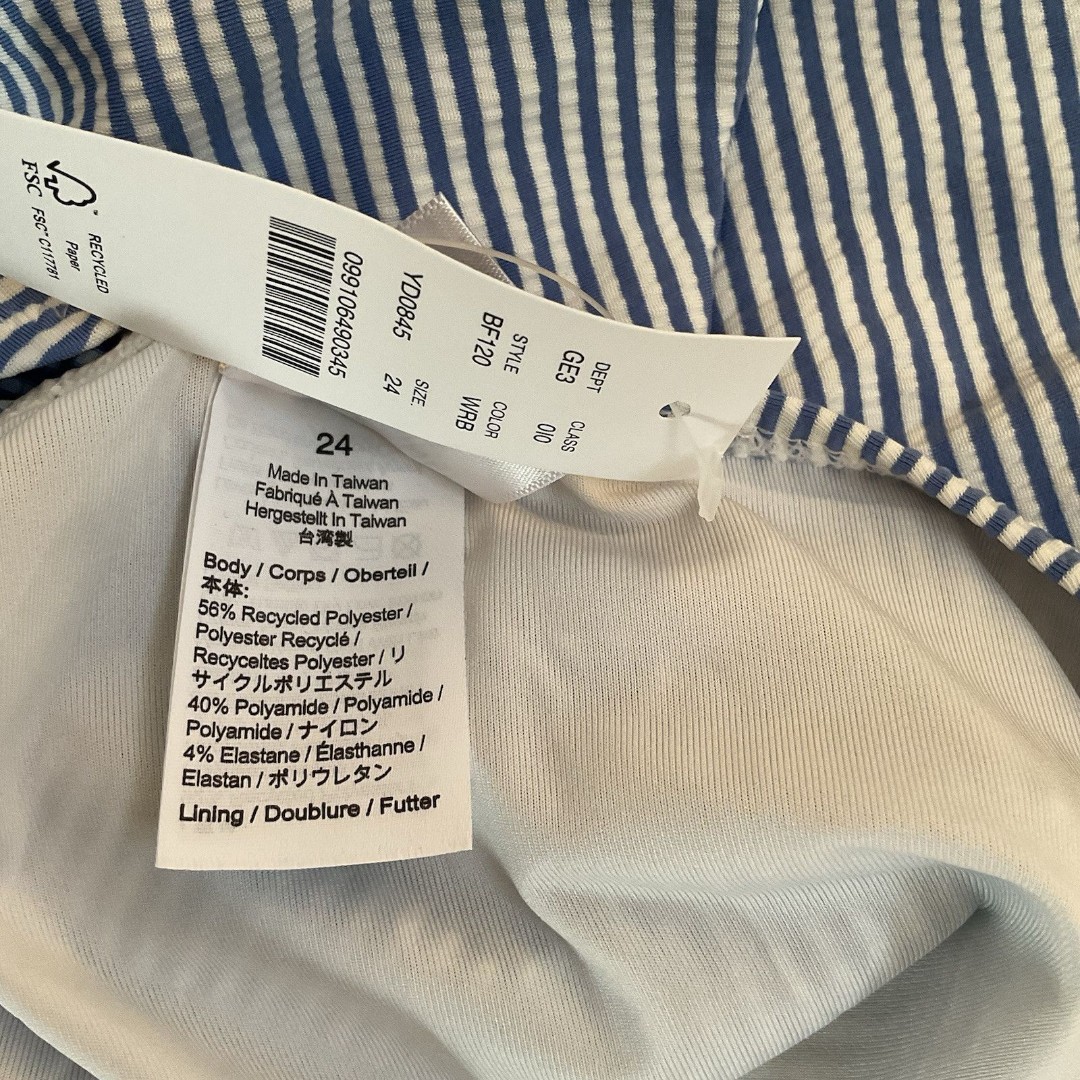 FSC
FSC® C117781
RECYCLED
Paper
099106490345
YD0845
SIZE
24
STYLE
BF120
COLOR
WRB
DEPT
GE3
CLASS
010
24
Made In Taiwan
Fabriqué À Taiwan
Hergestellt In Taiwan
台湾製
Body / Corps / Oberteil /
本体:
56% Recycled Polyester /
Polyester Recyclé /
Recyceltes Polyester / リ
サイクルポリエステル
40% Polyamide / Polyamide /
Polyamide / ナイロン
4% Elastane / Élasthanne /
Elastan / ポリウレタン
Lining / Doublure / Futter